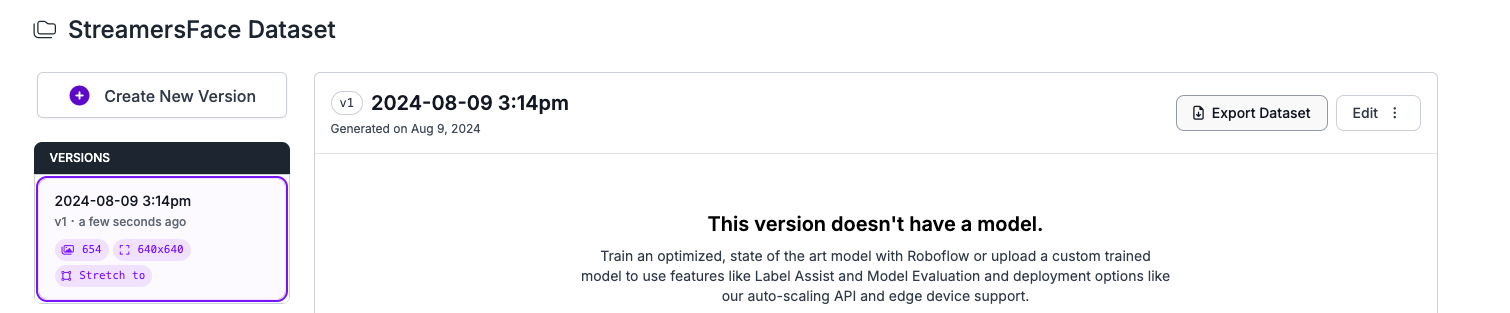 StreamersFace Dataset
Create New Version
VERSIONS
2024-08-09 3:14pm
v1 · a few seconds ago
654 640x640
Stretch to
v1 2024-08-09 3:14pm
Generated on Aug 9, 2024
Export Dataset
Edit
This version doesn't have a model.
Train an optimized, state of the art model with Roboflow or upload a custom trained
model to use features like Label Assist and Model Evaluation and deployment options like
our auto-scaling API and edge device support.